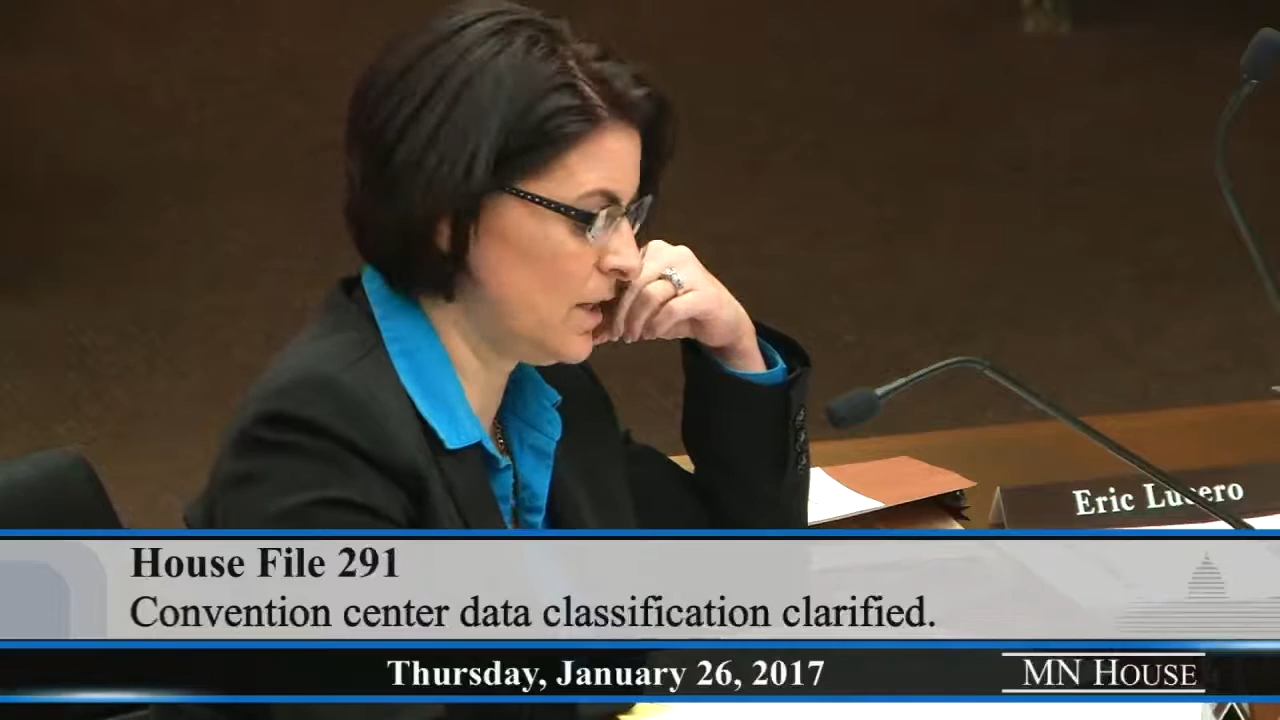 Eric Lucero
House File 291
Convention center data classification clarified.
Thursday, January 26, 2017
MN HOUSE